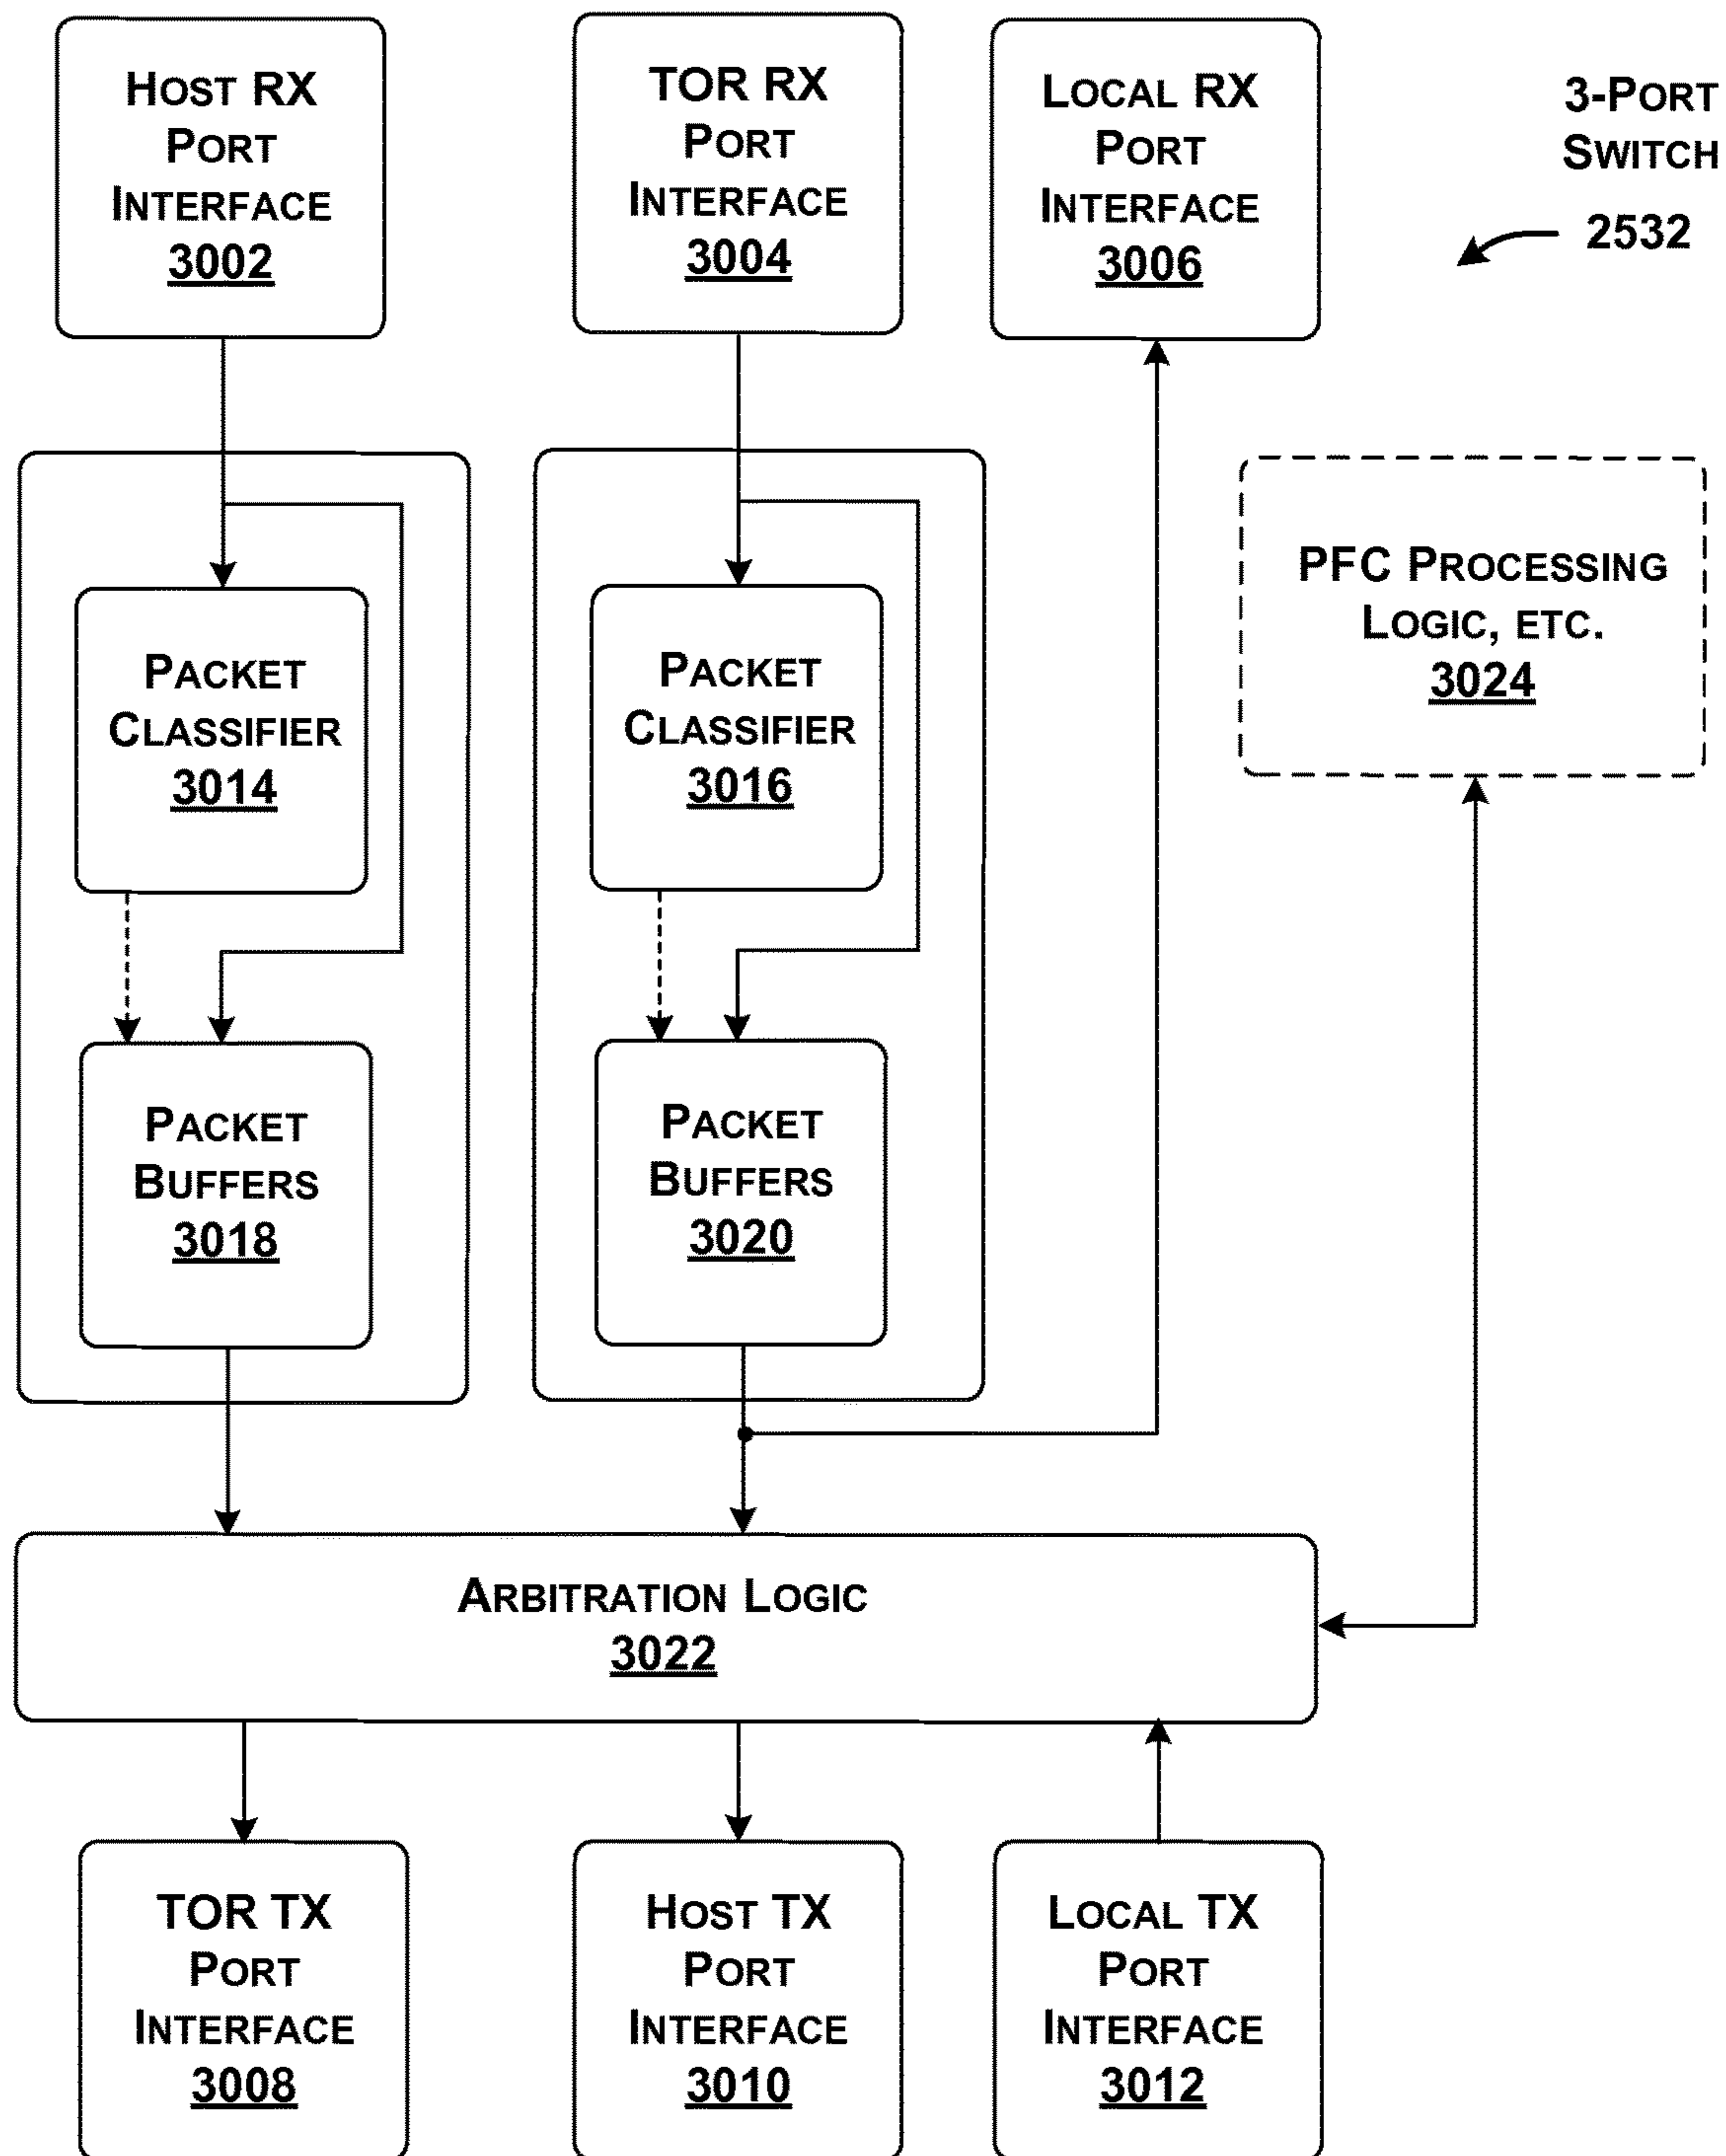 HOST RX
PORT
INTERFACE
3002
TOR RX
PORT
INTERFACE
3004
LOCAL RX
PORT
INTERFACE
3006
3-PORT
SWITCH
2532
PACKET
CLASSIFIER
3014
PACKET
CLASSIFIER
3016
PFC PROCESSING
LOGIC, ETC.
3024
PACKET
BUFFERS
3018
PACKET
BUFFERS
3020
ARBITRATION LOGIC
3022
TOR TX
PORT
INTERFACE
3008
HOST TX
PORT
INTERFACE
3010
LOCAL TX
PORT
INTERFACE
3012